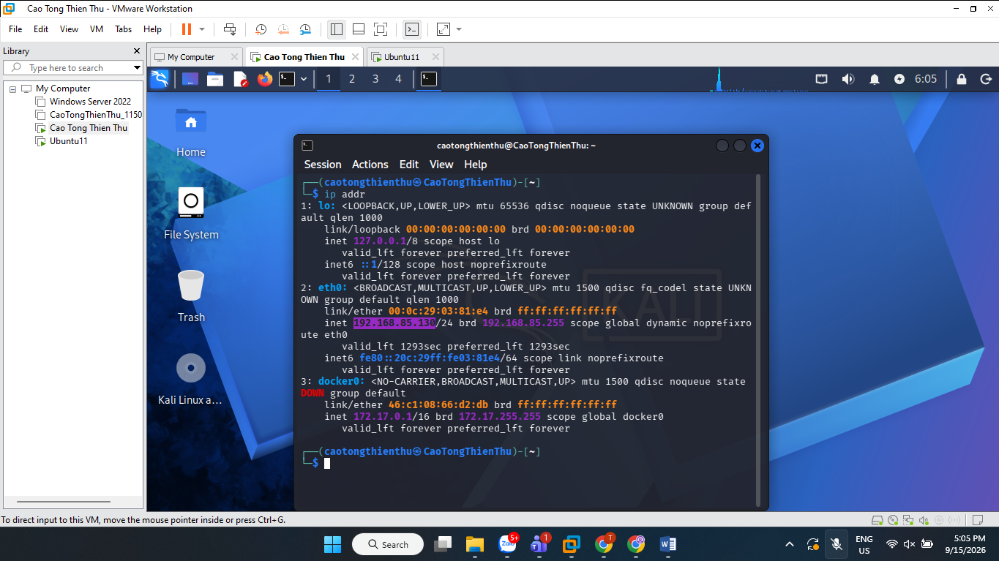 Cao Tong Thien Thu - VMware Workstation
File Edit View VM Tabs Help
Library
Type here to search
My Computer
Windows Server 2022
CaoTongThienThu_1150
Cao Tong Thien Thu
Ubuntu11
My Computer Cao Tong Thien Thu Ubuntu11
1 2 3 4 6:05
Home
File System
Trash
Kali Linux a...
caotongthienthu@CaoTongThienThu: ~
Session Actions Edit View Help
┌──(caotongthienthu㉿CaoTongThienThu)-[~]
└─$ ip addr
1: lo: <LOOPBACK,UP,LOWER_UP> mtu 65536 qdisc noqueue state UNKNOWN group def
ault qlen 1000
link/loopback 00:00:00:00:00:00 brd 00:00:00:00:00:00
inet 127.0.0.1/8 scope host lo
valid_lft forever preferred_lft forever
inet6 ::1/128 scope host noprefixroute
valid_lft forever preferred_lft forever
2: eth0: <BROADCAST,MULTICAST,UP,LOWER_UP> mtu 1500 qdisc fq_codel state UNKN
OWN group default qlen 1000
link/ether 00:0c:29:03:81:e4 brd ff:ff:ff:ff:ff:ff
inet 192.168.85.130/24 brd 192.168.85.255 scope global dynamic noprefixro
ute eth0
valid_lft 1293sec preferred_lft 1293sec
inet6 fe80::20c:29ff:fe03:81e4/64 scope link noprefixroute
valid_lft forever preferred_lft forever
3: docker0: <NO-CARRIER,BROADCAST,MULTICAST,UP> mtu 1500 qdisc noqueue state
DOWN group default
link/ether 46:c1:08:66:d2:db brd ff:ff:ff:ff:ff:ff
inet 172.17.0.1/16 brd 172.17.255.255 scope global docker0
valid_lft forever preferred_lft forever
┌──(caotongthienthu㉿CaoTongThienThu)-[~]
└─$
KALI
To direct input to this VM, move the mouse pointer inside or press Ctrl+G.
Search
Zalo
5+
1
T
ENG
US
5:05 PM
9/15/2026